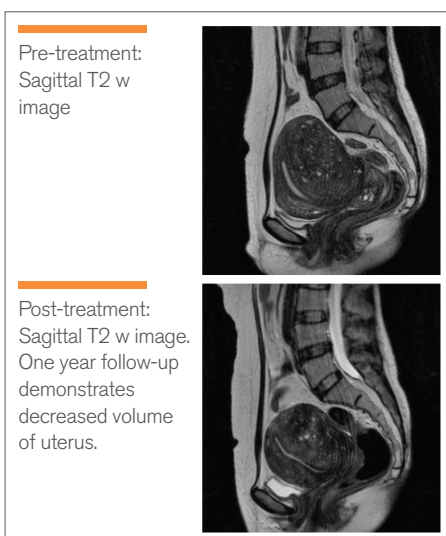 Pre-treatment:
Sagittal T2 w
image
Post-treatment:
Sagittal T2 w image.
One year follow-up
demonstrates
decreased volume
of uterus.